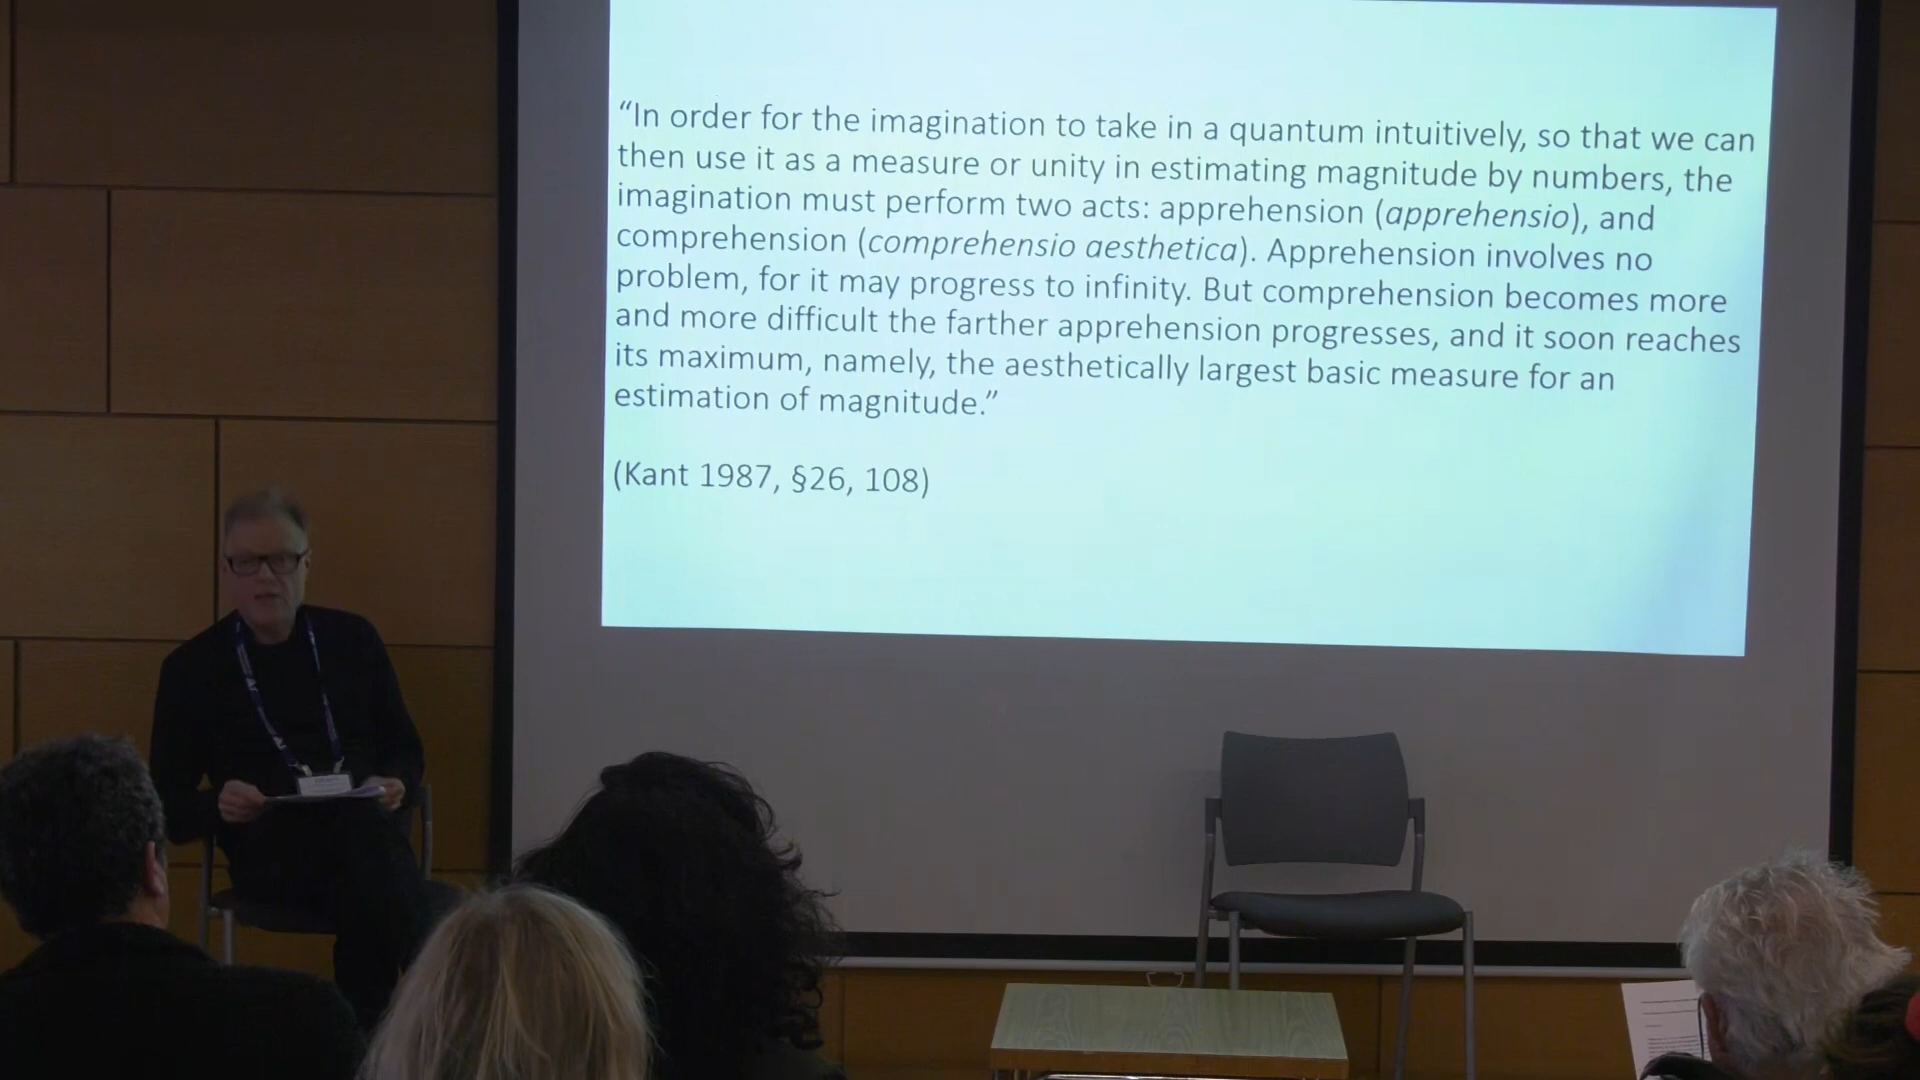 “In order for the imagination to take in a quantum intuitively, so that we can
then use it as a measure or unity in estimating magnitude by numbers, the
imagination must perform two acts: apprehension (apprehensio), and
comprehension (comprehensio aesthetica). Apprehension involves no
problem, for it may progress to infinity. But comprehension becomes more
and more difficult the farther apprehension progresses, and it soon reaches
its maximum, namely, the aesthetically largest basic measure for an
estimation of magnitude.”
(Kant 1987, §26, 108)